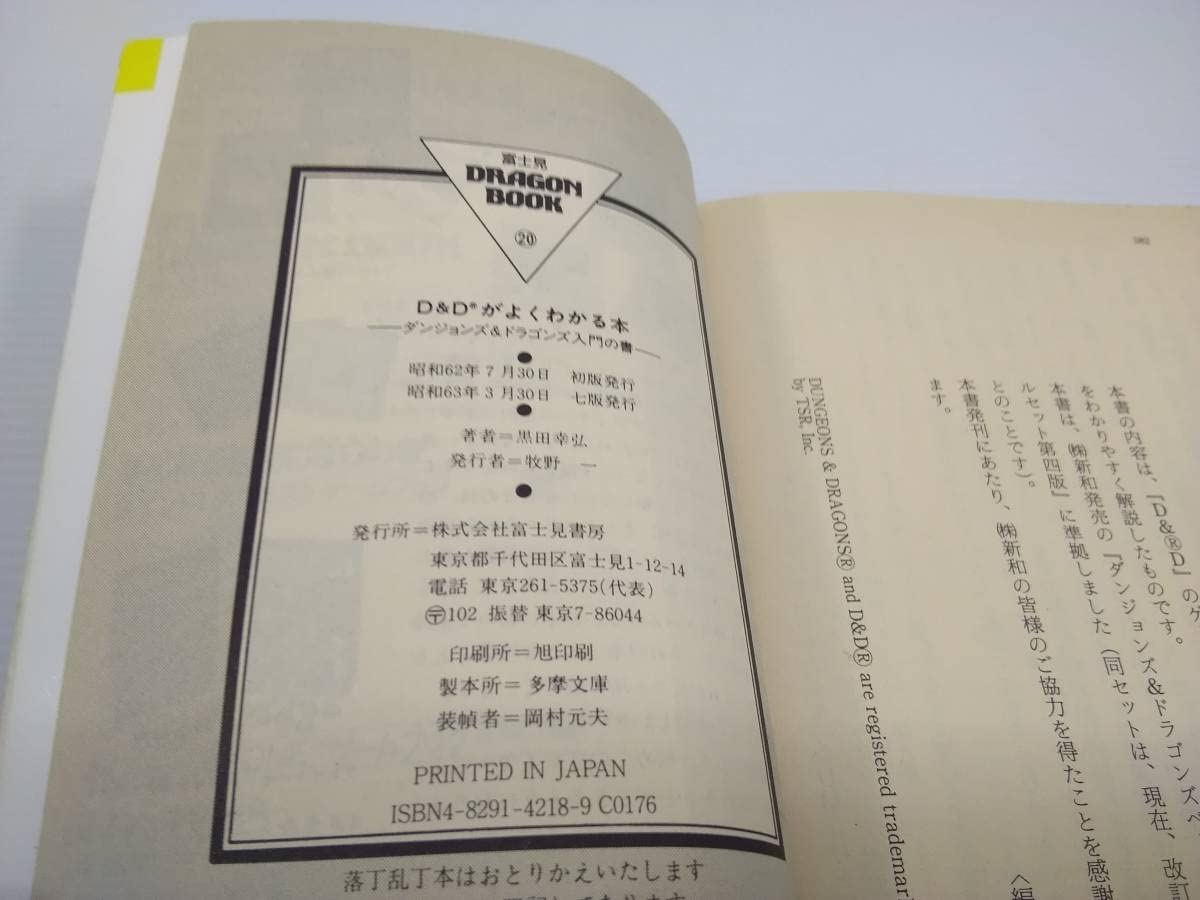 富士見
DRAGON
BOOK
⑳
D&D®がよくわかる本
──ダンジョンズ&ドラゴンズ入門の書──
●
昭和62年7月30日 初版発行
昭和63年3月30日 七版発行
●
著者=黒田幸弘
発行者=牧野 一
●
発行所=株式会社富士見書房
東京都千代田区富士見1-12-14
電話 東京261-5375(代表)
〶102 振替 東京7-86044
印刷所=旭印刷
製本所=多摩文庫
装幀者=岡村元夫
PRINTED IN JAPAN
ISBN4-8291-4218-9 C0176
落丁乱丁本はおとりかえいたします
本書の内容は、『D&®D』の
をわかりやすく解説したものです。
本書は、㈱新和発売の『ダンジョンズ&ドラゴンズベ
ルセット第四版』に準拠しました(同セットは、現在、改訂
とのことです)。
本書発刊にあたり、㈱新和の皆様のご協力を得たことを感謝
ます。
〈編
DUNGEONS & DRAGONS® and D&D® are registered
by TSR, Inc.